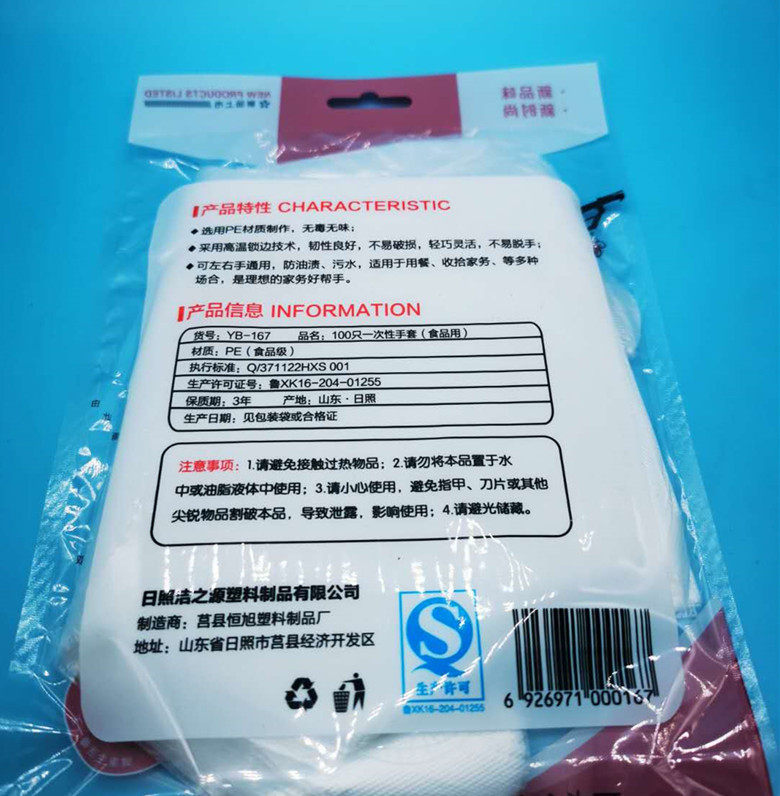 NEW PRODUCTS LISTED
新品上市
新品味
新时尚
产品特性 CHARACTERISTIC
◆选用PE材质制作，无毒无味；
◆采用高温锁边技术，韧性良好，不易破损，轻巧灵活，不易脱手；
◆可左右手通用，防油渍、污水，适用于用餐、收拾家务、等多种
场合，是理想的家务好帮手。
产品信息 INFORMATION
货号：YB-167 品名：100只一次性手套（食品用）
材质：PE（食品级）
执行标准：Q/371122HXS 001
生产许可证号：鲁XK16-204-01255
保质期：3年 产地：山东·日照
生产日期：见包装袋或合格证
注意事项：1.请避免接触过热物品；2.请勿将本品置于水
中或油脂液体中使用；3.请小心使用，避免指甲、刀片或其他
尖锐物品割破本品，导致泄露，影响使用；4.请避光储藏。
日照洁之源塑料制品有限公司
制造商：莒县恒旭塑料制品厂
地址：山东省日照市莒县经济开发区
生产许可
鲁XK16-204-01255
6 926971 000167